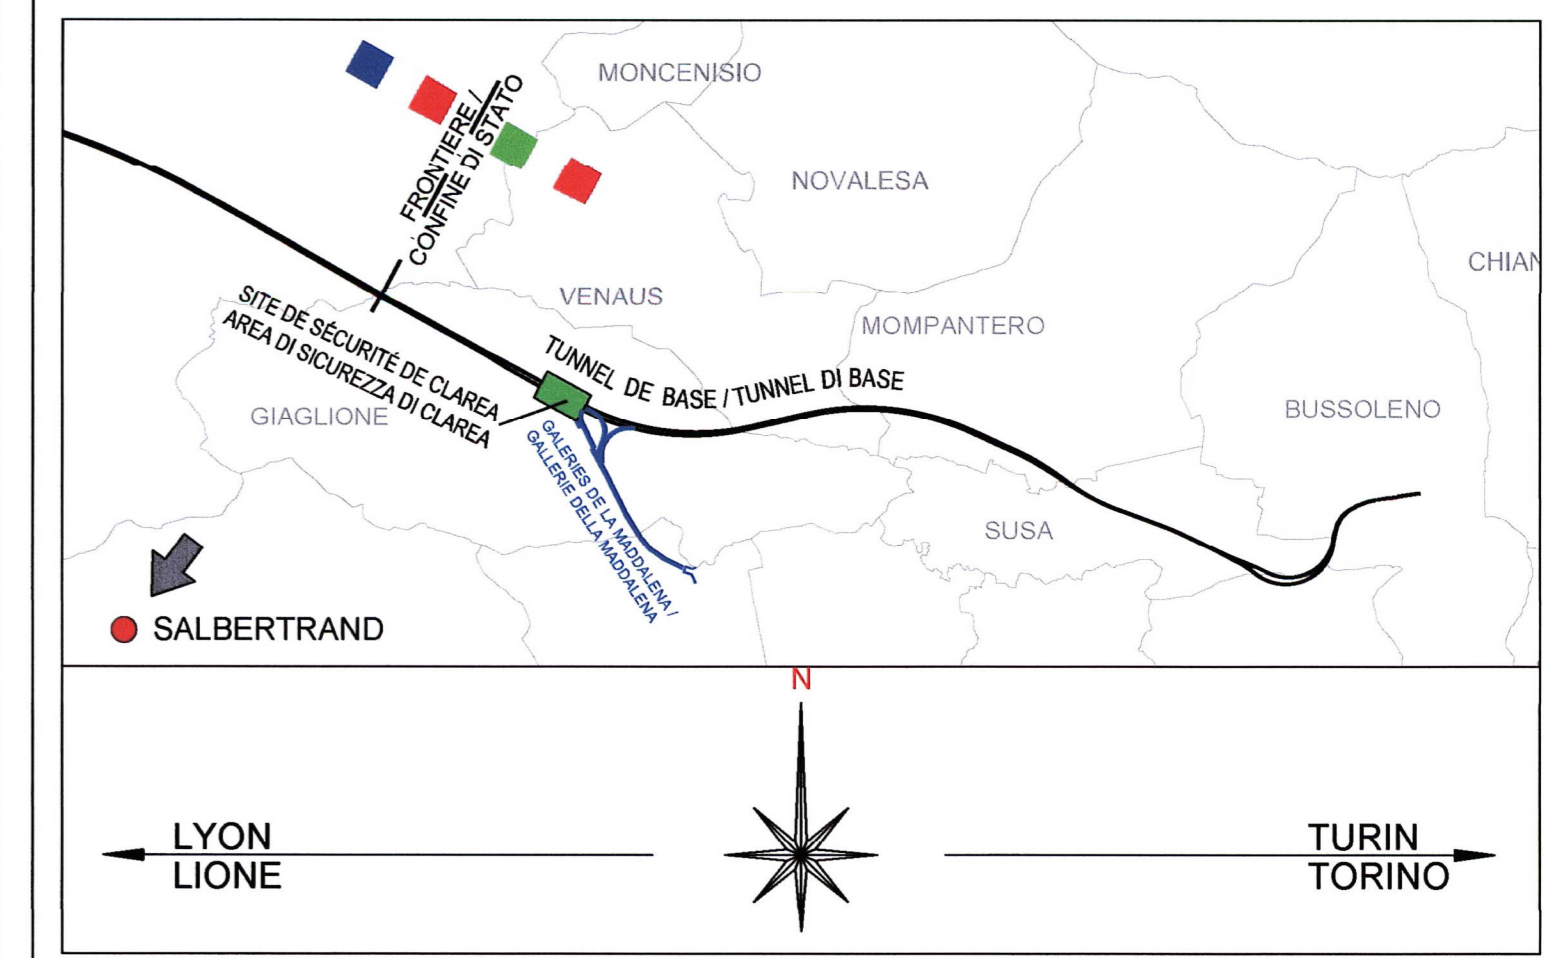 MONCENISIO
FRONTIERE /
CONFINE DI STATO
NOVALESA
CHIAN
VENAUS
MOMPANTERO
SITE DE SÉCURITÉ DE CLAREA
AREA DI SICUREZZA DI CLAREA
TUNNEL DE BASE / TUNNEL DI BASE
GIAGLIONE
BUSSOLENO
GALERIES DE LA MADDALENA /
GALLERIE DELLA MADDALENA
SUSA
SALBERTRAND
N
LYON
LIONE
TURIN
TORINO